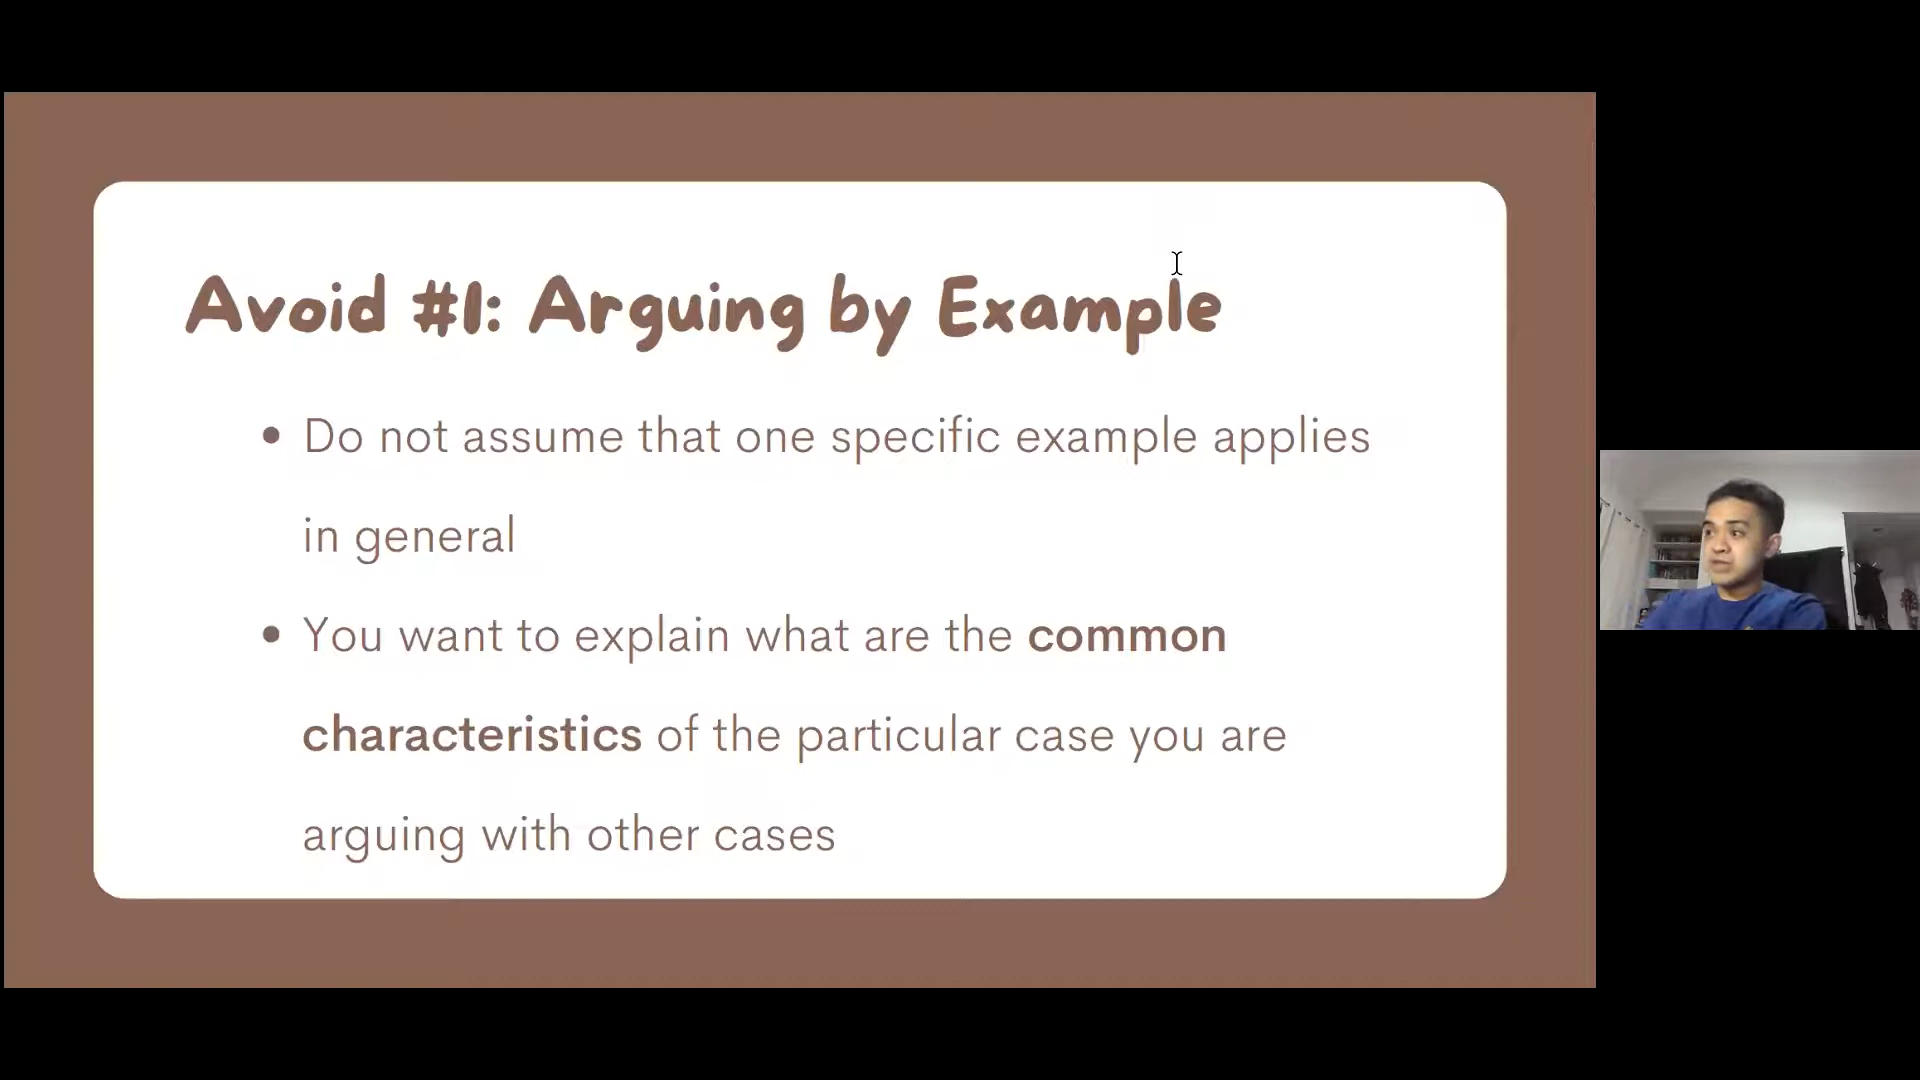 Avoid #1: Arguing by Example
• Do not assume that one specific example applies
in general
• You want to explain what are the common
characteristics of the particular case you are
arguing with other cases